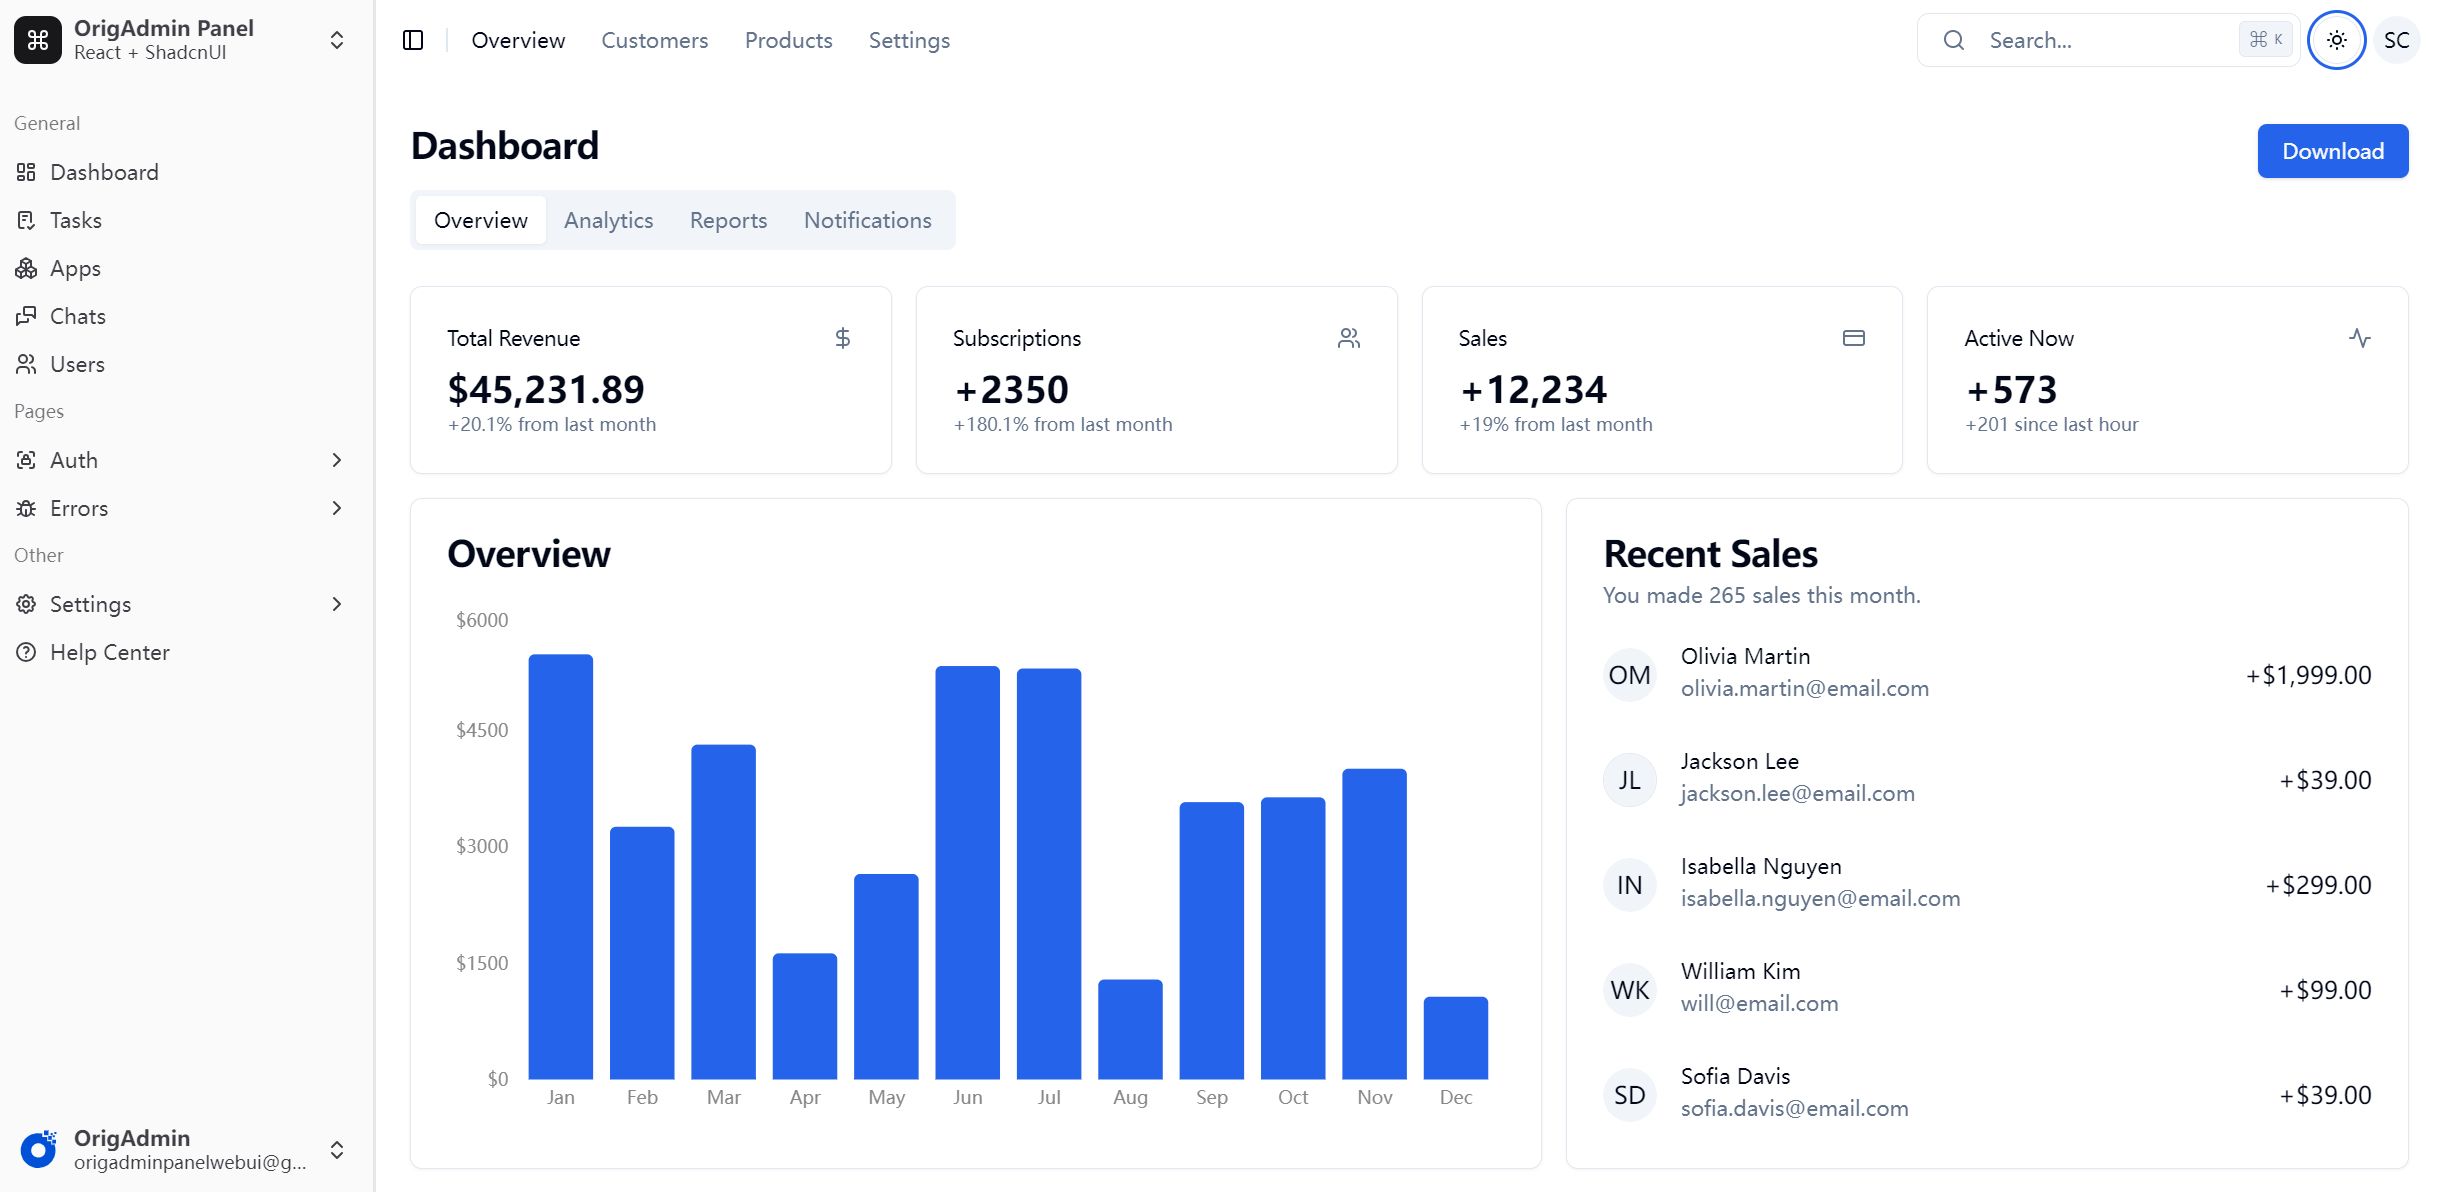 OrigAdmin Panel
React + ShadcnUI
General
Dashboard
Tasks
Apps
Chats
Users
Pages
Auth
Errors
Other
Settings
Help Center
OrigAdmin
origadminpanelwebui@g...
Overview Customers Products Settings
Search... ⌘ K
SC
Dashboard
Download
Overview Analytics Reports Notifications
Total Revenue
$45,231.89
+20.1% from last month
Subscriptions
+2350
+180.1% from last month
Sales
+12,234
+19% from last month
Active Now
+573
+201 since last hour
Overview
$6000
$4500
$3000
$1500
$0
Jan Feb Mar Apr May Jun Jul Aug Sep Oct Nov Dec
Recent Sales
You made 265 sales this month.
OM
Olivia Martin
olivia.martin@email.com
+$1,999.00
JL
Jackson Lee
jackson.lee@email.com
+$39.00
IN
Isabella Nguyen
isabella.nguyen@email.com
+$299.00
WK
William Kim
will@email.com
+$99.00
SD
Sofia Davis
sofia.davis@email.com
+$39.00